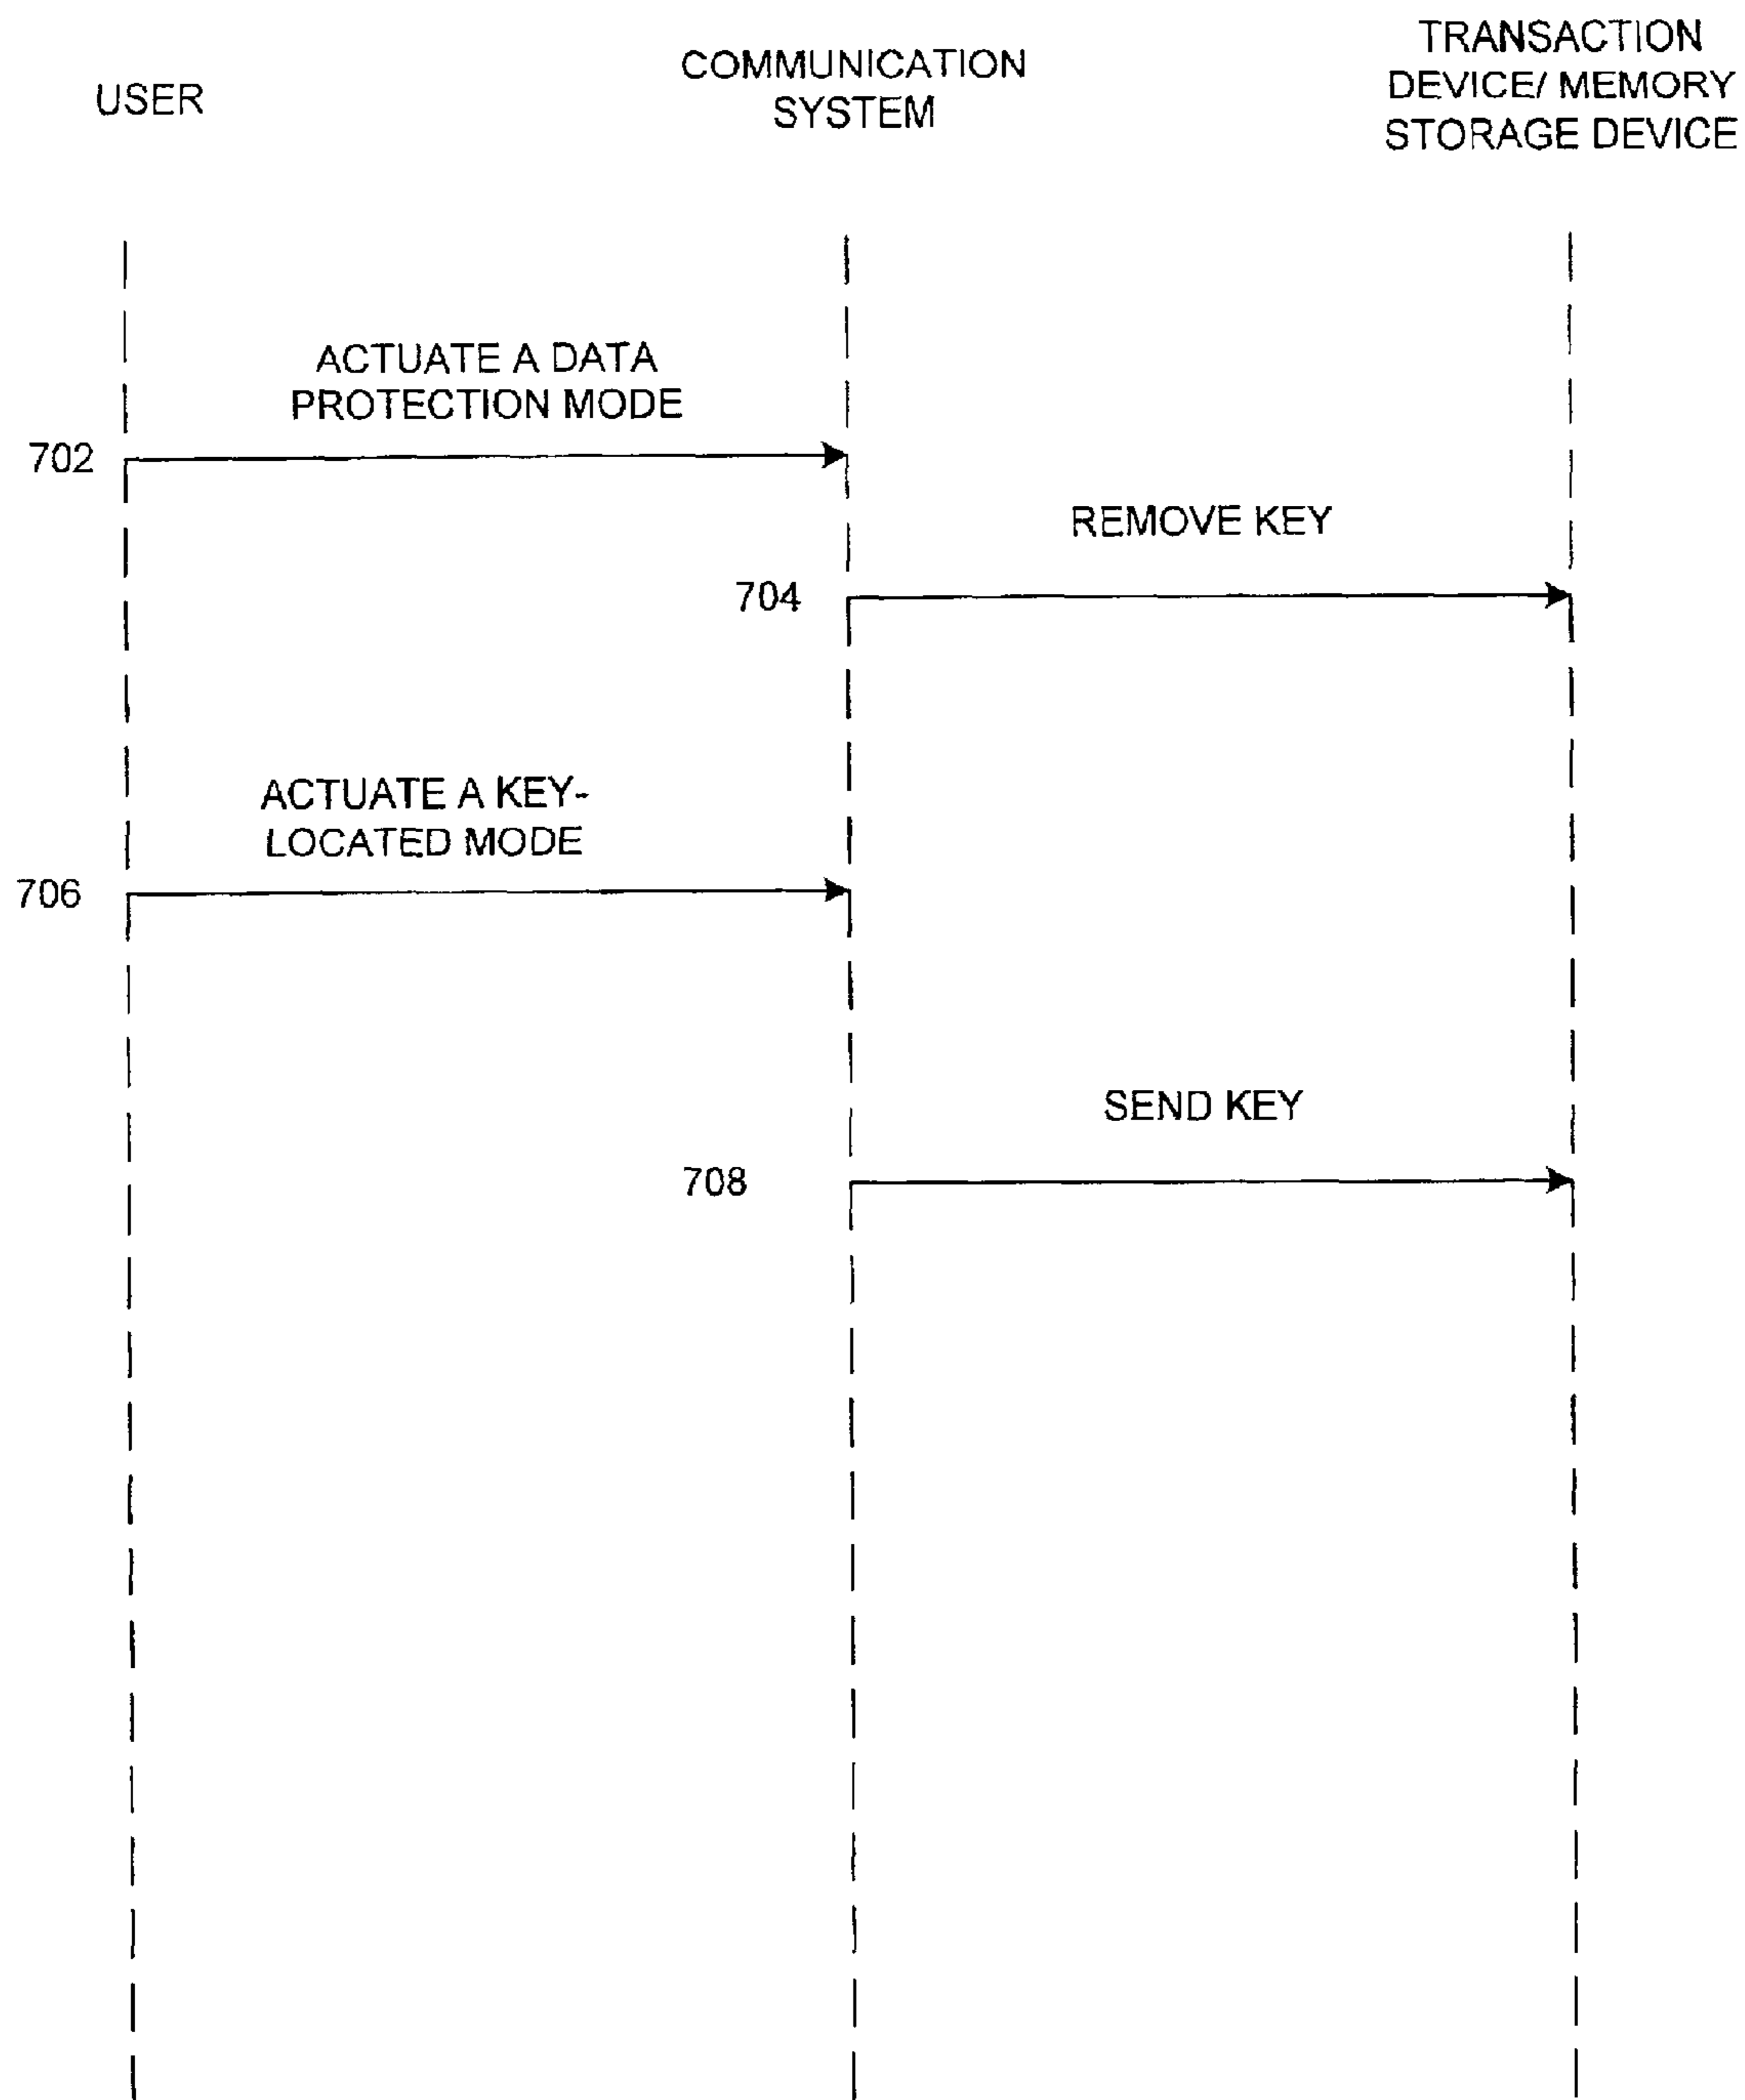 USER
COMMUNICATION
SYSTEM
TRANSACTION
DEVICE/ MEMORY
STORAGE DEVICE
ACTUATE A DATA
PROTECTION MODE
702
REMOVE KEY
704
ACTUATE A KEY-
LOCATED MODE
706
SEND KEY
708